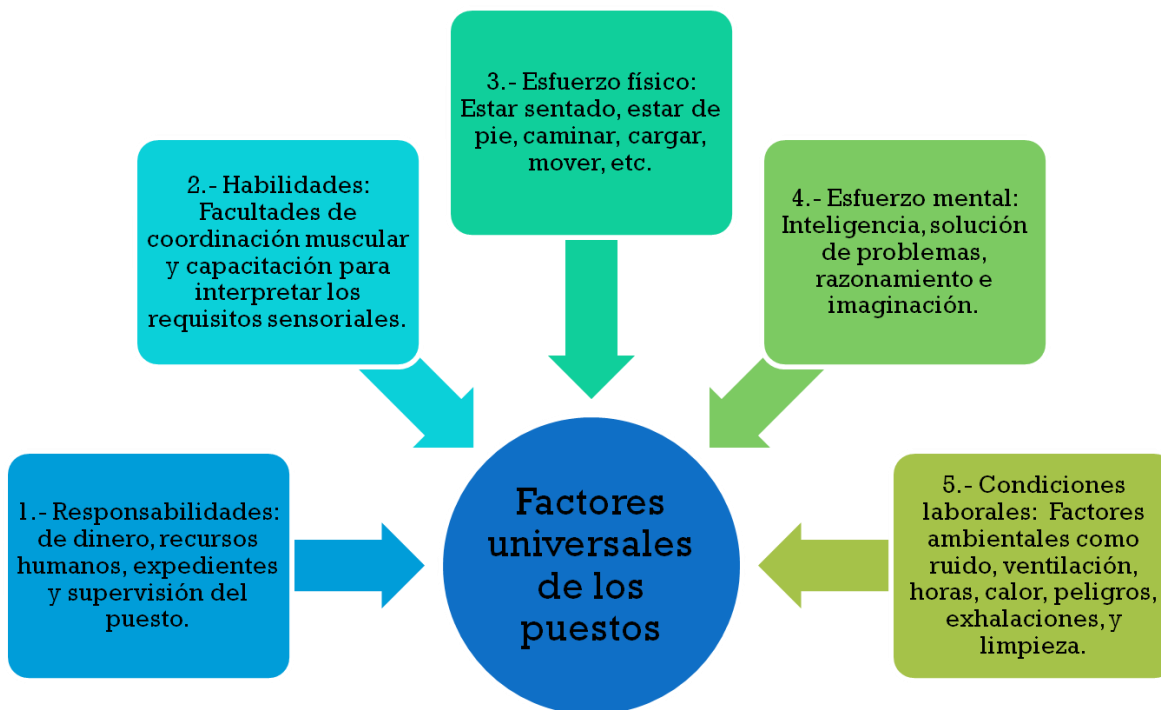 1.- Responsabilidades:
de dinero, recursos
humanos, expedientes
y supervisión del
puesto.
2.- Habilidades:
Facultades de
coordinación muscular
y capacitación para
interpretar los
requisitos sensoriales.
3.- Esfuerzo físico:
Estar sentado, estar de
pie, caminar, cargar,
mover, etc.
4.- Esfuerzo mental:
Inteligencia, solución
de problemas,
razonamiento e
imaginación.
5.- Condiciones
laborales: Factores
ambientales como
ruido, ventilación,
horas, calor, peligros,
exhalaciones, y
limpieza.
Factores
universales
de los
puestos